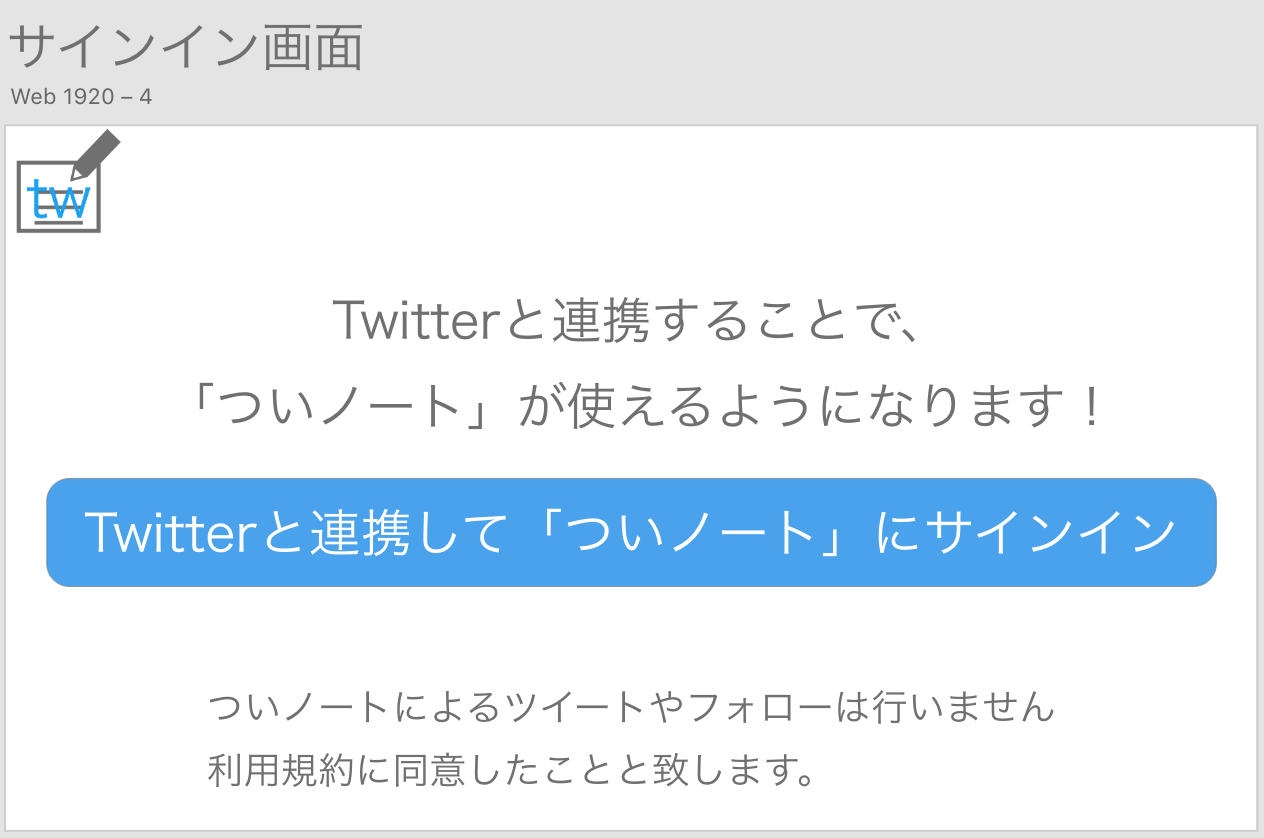 サインイン画面
Web 1920 – 4
tw
Twitterと連携することで、
「ついノート」が使えるようになります！
Twitterと連携して「ついノート」にサインイン
ついノートによるツイートやフォローは行いません
利用規約に同意したことと致します。